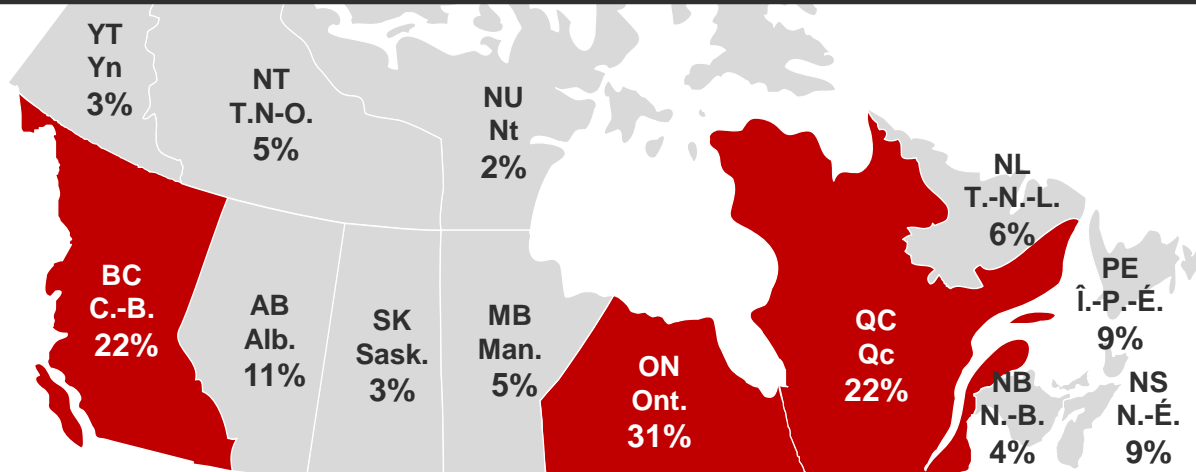 YT
Yn
3%
NT
T.N-O.
5%
NU
Nt
2%
NL
T.-N.-L.
6%
BC
C.-B.
22%
AB
Alb.
11%
SK
Sask.
3%
MB
Man.
5%
ON
Ont.
31%
QC
Qc
22%
PE
Î.-P.-É.
9%
NB
N.-B.
4%
NS
N.-É.
9%